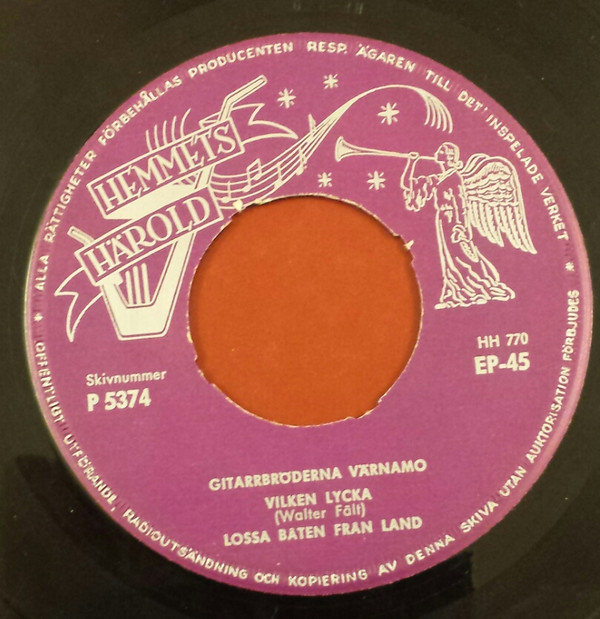 * ALLA RÄTTIGHETER FÖRBEHÅLLAS PRODUCENTEN RESP. ÄGAREN TILL DET INSPELADE VERKET *
OFFENTLIGT UTFÖRANDE, RADIOUTSÄNDNING OCH KOPIERING AV DENNA SKIVA UTAN AUKTORISATION FÖRBJUDES
HEMMETS
HÄROLD
Skivnummer
P 5374
HH 770
EP-45
GITARRBRÖDERNA VÄRNAMO
VILKEN LYCKA
(Walter Fält)
LOSSA BATEN FRAN LAND